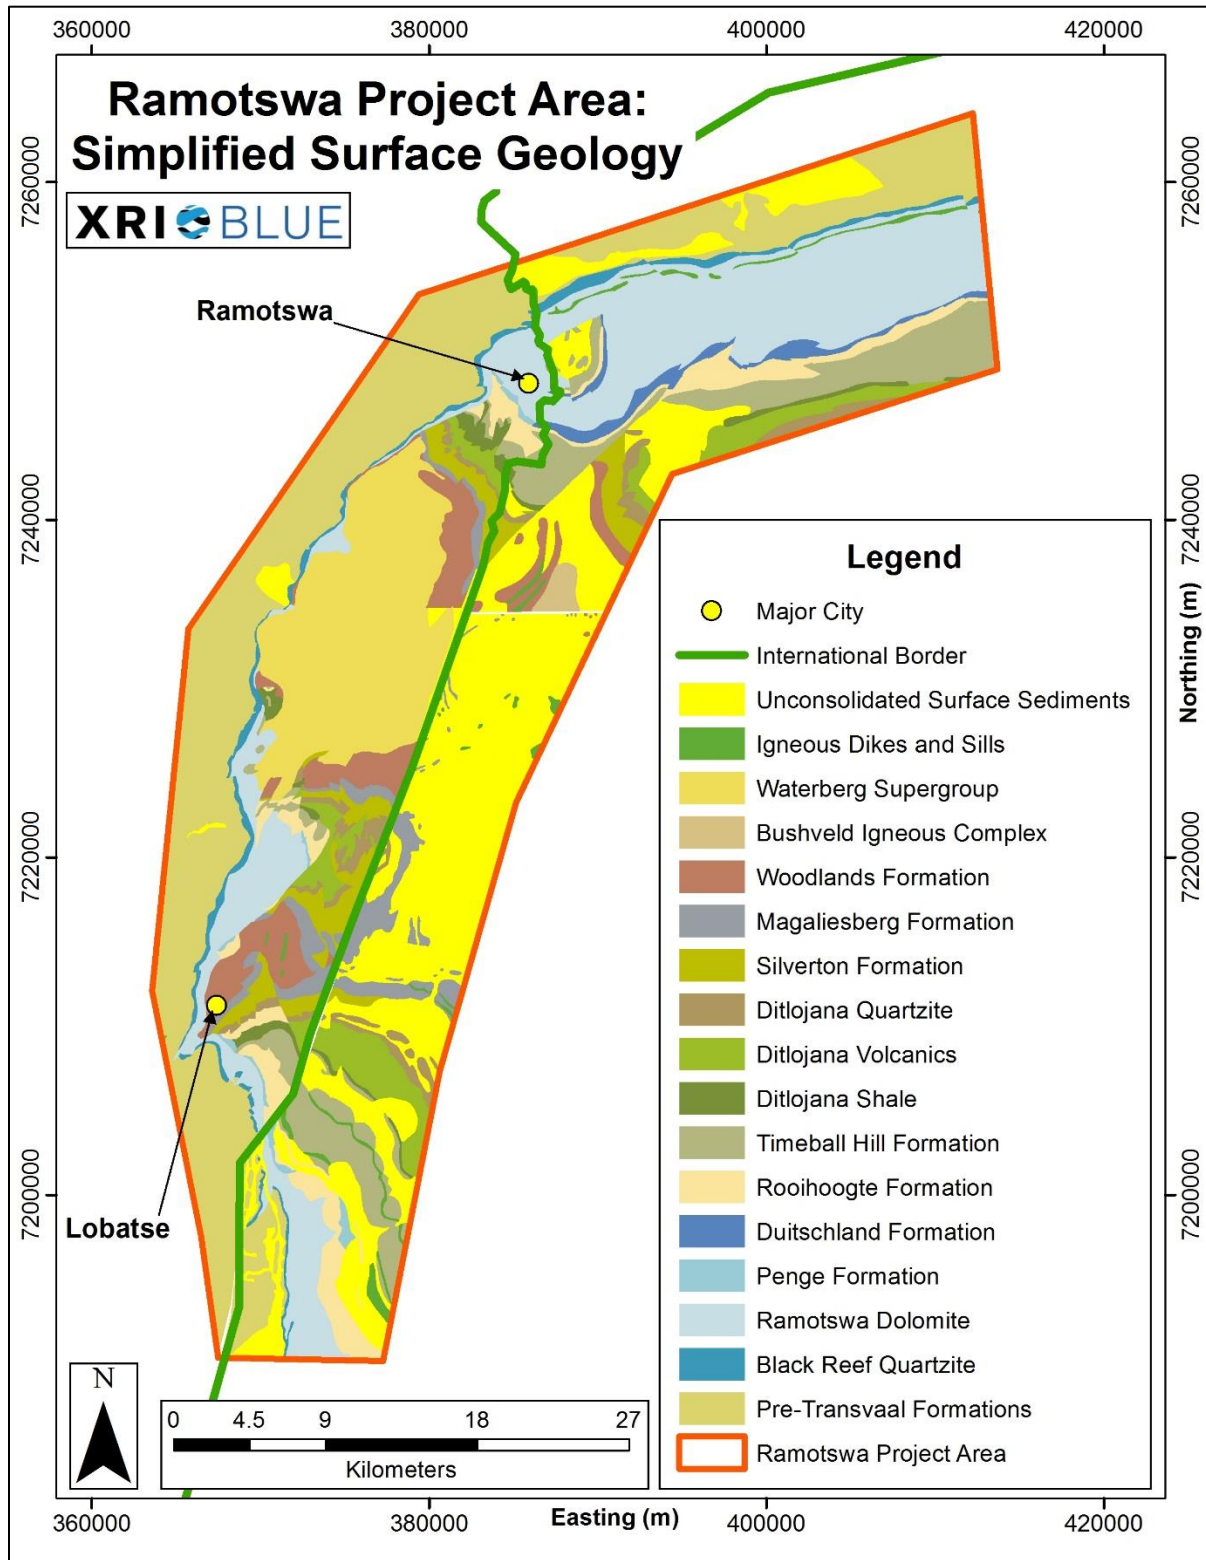 360000 380000 400000 420000
Ramotswa Project Area:
Simplified Surface Geology
XRI BLUE
7260000
7260000
Ramotswa
7240000
7240000
Legend
Major City
International Border
Unconsolidated Surface Sediments
Igneous Dikes and Sills
Waterberg Supergroup
Bushveld Igneous Complex
Woodlands Formation
Magaliesberg Formation
Silverton Formation
Ditlojana Quartzite
Ditlojana Volcanics
Ditlojana Shale
Timeball Hill Formation
Rooihoogte Formation
Duitschland Formation
Penge Formation
Ramotswa Dolomite
Black Reef Quartzite
Pre-Transvaal Formations
Ramotswa Project Area
Northing (m)
7220000
7220000
7200000
7200000
Lobatse
N
0 4.5 9 18 27
Kilometers
360000 380000 Easting (m) 400000 420000